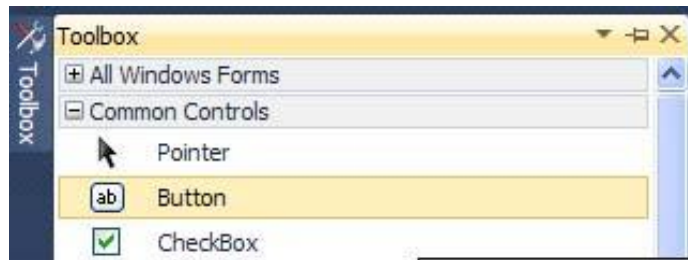 Toolbox
Toolbox
All Windows Forms
Common Controls
Pointer
ab Button
CheckBox